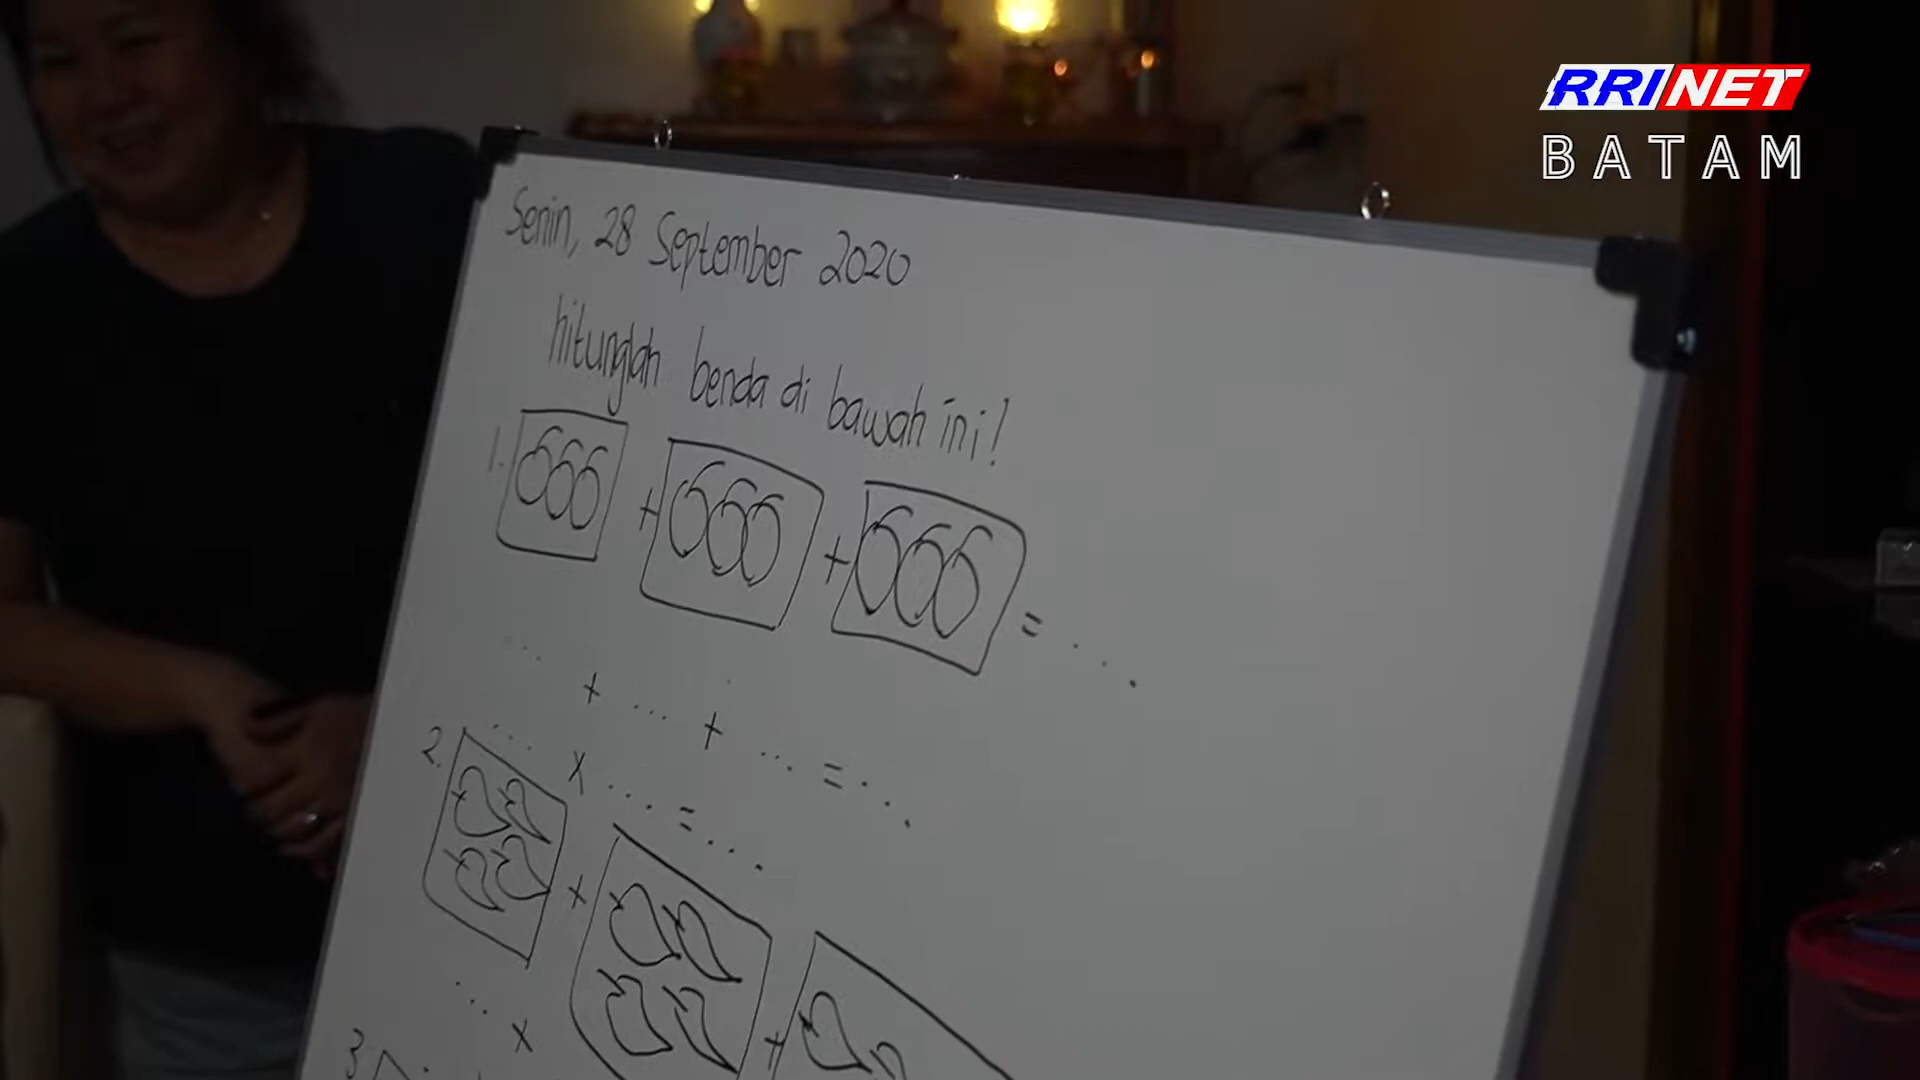 RRINET
BATAM
Senin, 28 September 2020
hitunglah benda di bawah ini!
1. 666 + 666 + 666 = ....
.... + .... + .... = ....
.... x .... = ....
2. + +
.... x
3.